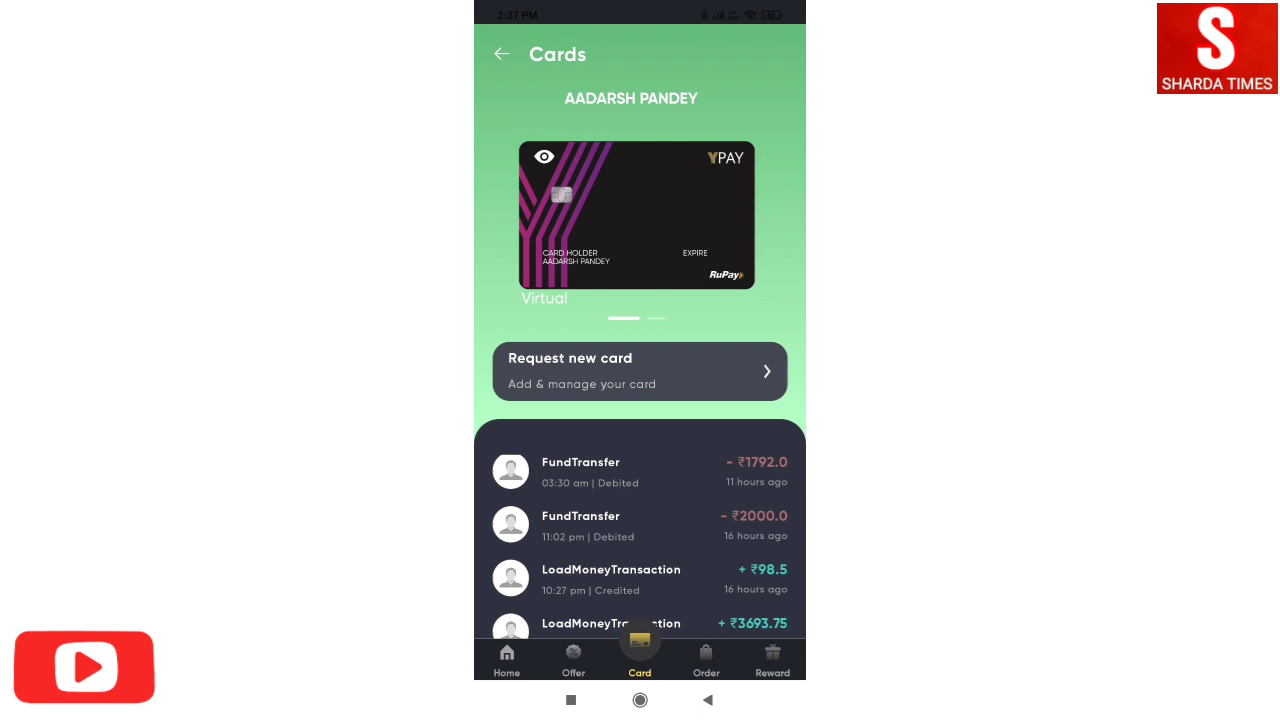 2:37 PM
Cards
AADARSH PANDEY
YPAY
CARD HOLDER
AADARSH PANDEY
EXPIRE
RuPay
Virtual
Request new card
Add & manage your card
FundTransfer
- ₹1792.0
03:30 am | Debited
11 hours ago
FundTransfer
- ₹2000.0
11:02 pm | Debited
16 hours ago
LoadMoneyTransaction
+ ₹98.5
10:27 pm | Credited
16 hours ago
LoadMoneyTransaction
+ ₹3693.75
Home
Offer
Card
Order
Reward
S
SHARDA TIMES